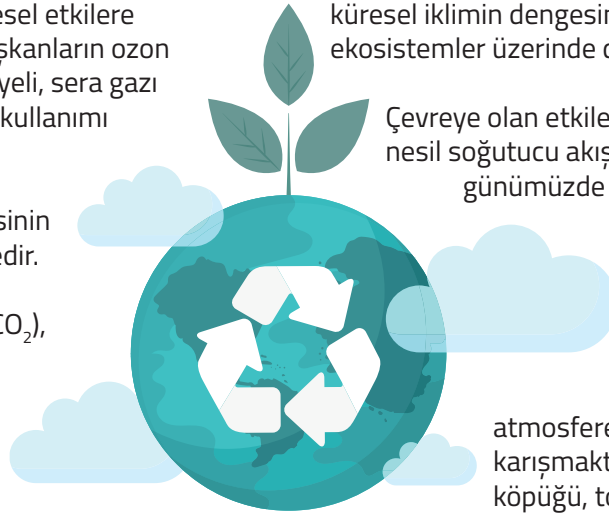 esel etkilere
şkanların ozon
yeli, sera gazı
kullanımı
sinin
edir.
CO₂),
küresel iklimin dengesin
ekosistemler üzerinde o
Çevreye olan etkile
nesil soğutucu akış
günümüzde
atmosfere
karışmakt
köpüğü, to